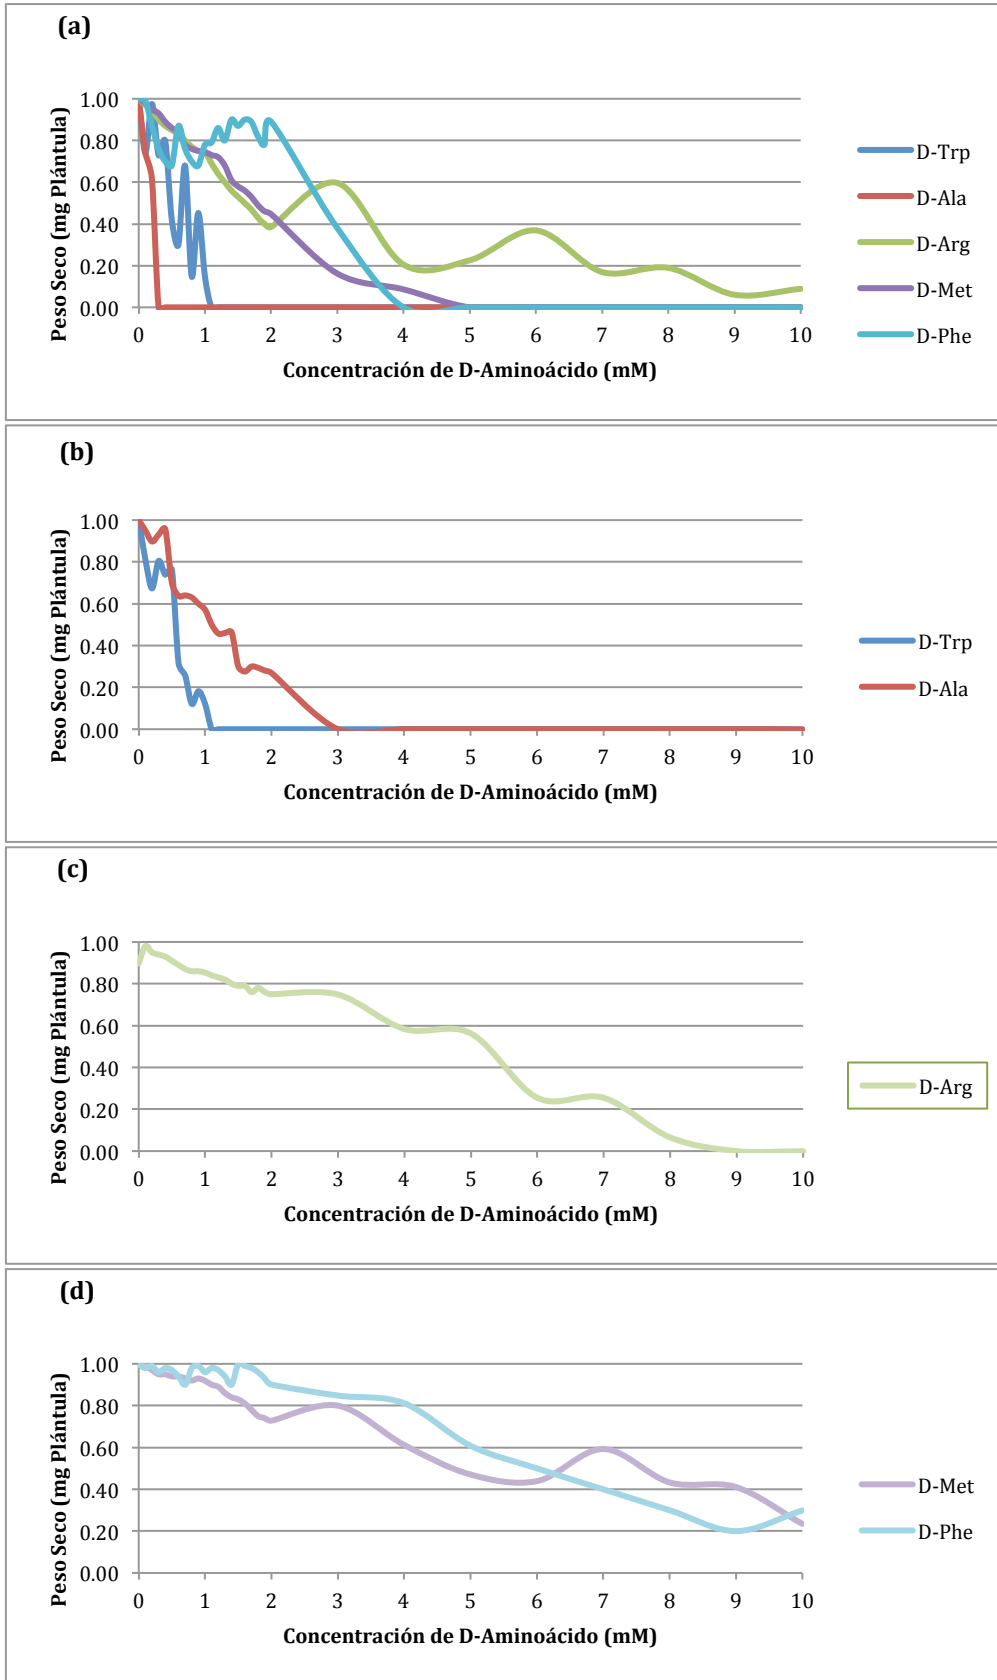 (a)
Peso Seco (mg Plántula)
1.00
0.80
0.60
0.40
0.20
0.00
0 1 2 3 4 5 6 7 8 9 10
Concentración de D-Aminoácido (mM)
D-Trp
D-Ala
D-Arg
D-Met
D-Phe
(b)
Peso Seco (mg Plántula)
1.00
0.80
0.60
0.40
0.20
0.00
0 1 2 3 4 5 6 7 8 9 10
Concentración de D-Aminoácido (mM)
D-Trp
D-Ala
(c)
Peso Seco (mg Plántula)
1.00
0.80
0.60
0.40
0.20
0.00
0 1 2 3 4 5 6 7 8 9 10
Concentración de D-Aminoácido (mM)
D-Arg
(d)
Peso Seco (mg Plántula)
1.00
0.80
0.60
0.40
0.20
0.00
0 1 2 3 4 5 6 7 8 9 10
Concentración de D-Aminoácido (mM)
D-Met
D-Phe